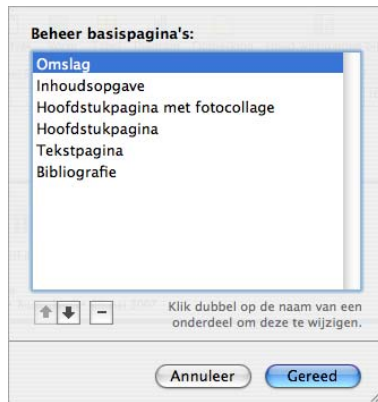 Beheer basispagina's:
Omslag
Inhoudsopgave
Hoofdstukpagina met fotocollage
Hoofdstukpagina
Tekstpagina
Bibliografie
Klik dubbel op de naam van een
onderdeel om deze te wijzigen.
Annuleer
Gereed